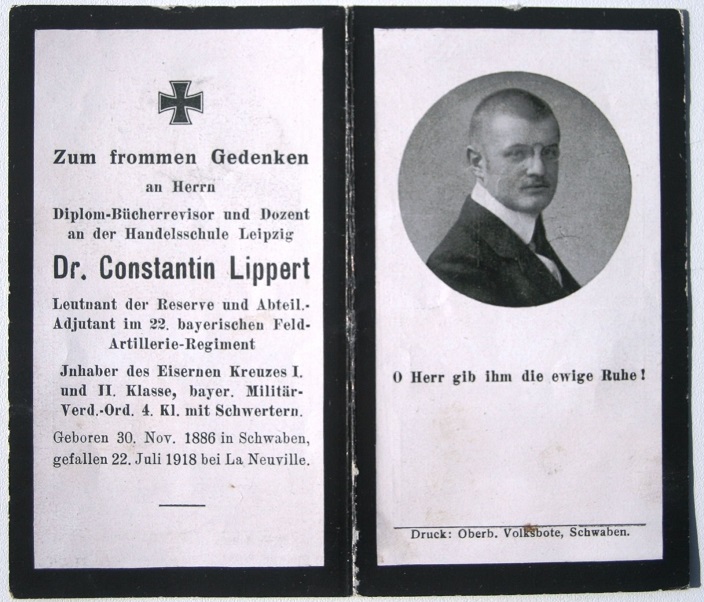 Zum frommen Gedenken
an Herrn
Diplom-Bücherrevisor und Dozent
an der Handelsschule Leipzig
Dr. Constantin Lippert
Leutnant der Reserve und Abteil.-
Adjutant im 22. bayerischen Feld-
Artillerie-Regiment
Jnhaber des Eisernen Kreuzes I.
und II. Klasse, bayer. Militär-
Verd.-Ord. 4. Kl. mit Schwertern.
Geboren 30. Nov. 1886 in Schwaben,
gefallen 22. Juli 1918 bei La Neuville.
O Herr gib ihm die ewige Ruhe!
Druck: Oberb. Volksbote, Schwaben.